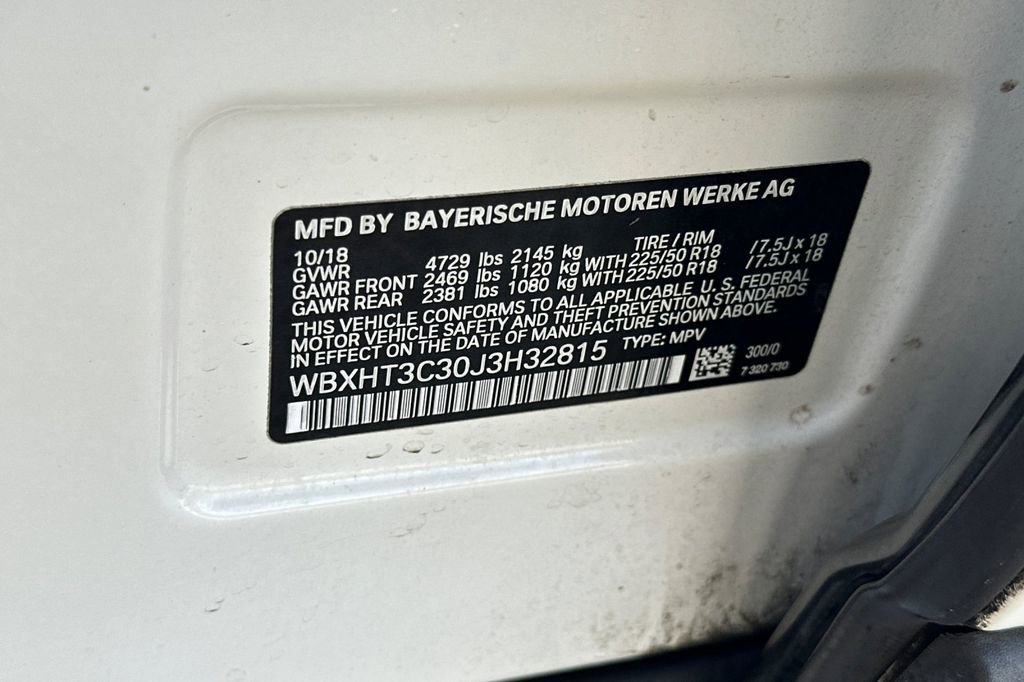 MFD BY BAYERISCHE MOTOREN WERKE AG
10/18 TIRE / RIM
GVWR 4729 lbs 2145 kg
GAWR FRONT 2469 lbs 1120 kg WITH 225/50 R18 / 7.5J x 18
GAWR REAR 2381 lbs 1080 kg WITH 225/50 R18 / 7.5J x 18
THIS VEHICLE CONFORMS TO ALL APPLICABLE U. S. FEDERAL
MOTOR VEHICLE SAFETY AND THEFT PREVENTION STANDARDS
IN EFFECT ON THE DATE OF MANUFACTURE SHOWN ABOVE.
WBXHT3C30J3H32815 TYPE: MPV
300/0
7 320 730